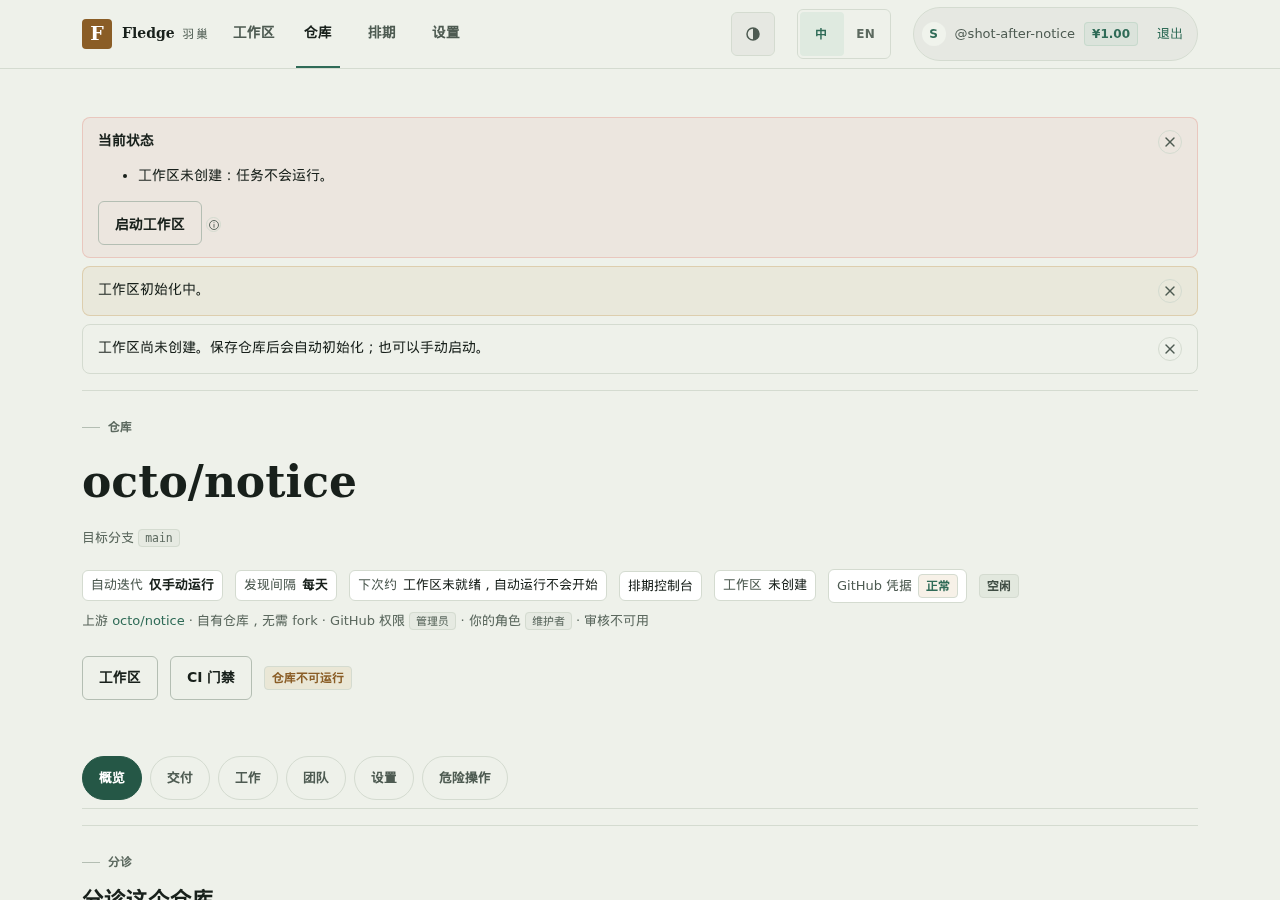 F Fledge 羽巢 工作区 仓库 排期 设置 中 EN S @shot-after-notice ¥1.00 退出
当前状态
• 工作区未创建：任务不会运行。
启动工作区
工作区初始化中。
工作区尚未创建。保存仓库后会自动初始化；也可以手动启动。
仓库
octo/notice
目标分支 main
自动迭代 仅手动运行 发现间隔 每天 下次约 工作区未就绪，自动运行不会开始 排期控制台 工作区 未创建 GitHub 凭据 正常 空闲
上游 octo/notice · 自有仓库，无需 fork · GitHub 权限 管理员 · 你的角色 维护者 · 审核不可用
工作区 CI 门禁 仓库不可运行
概览 交付 工作 团队 设置 危险操作
分诊
分诊这个仓库